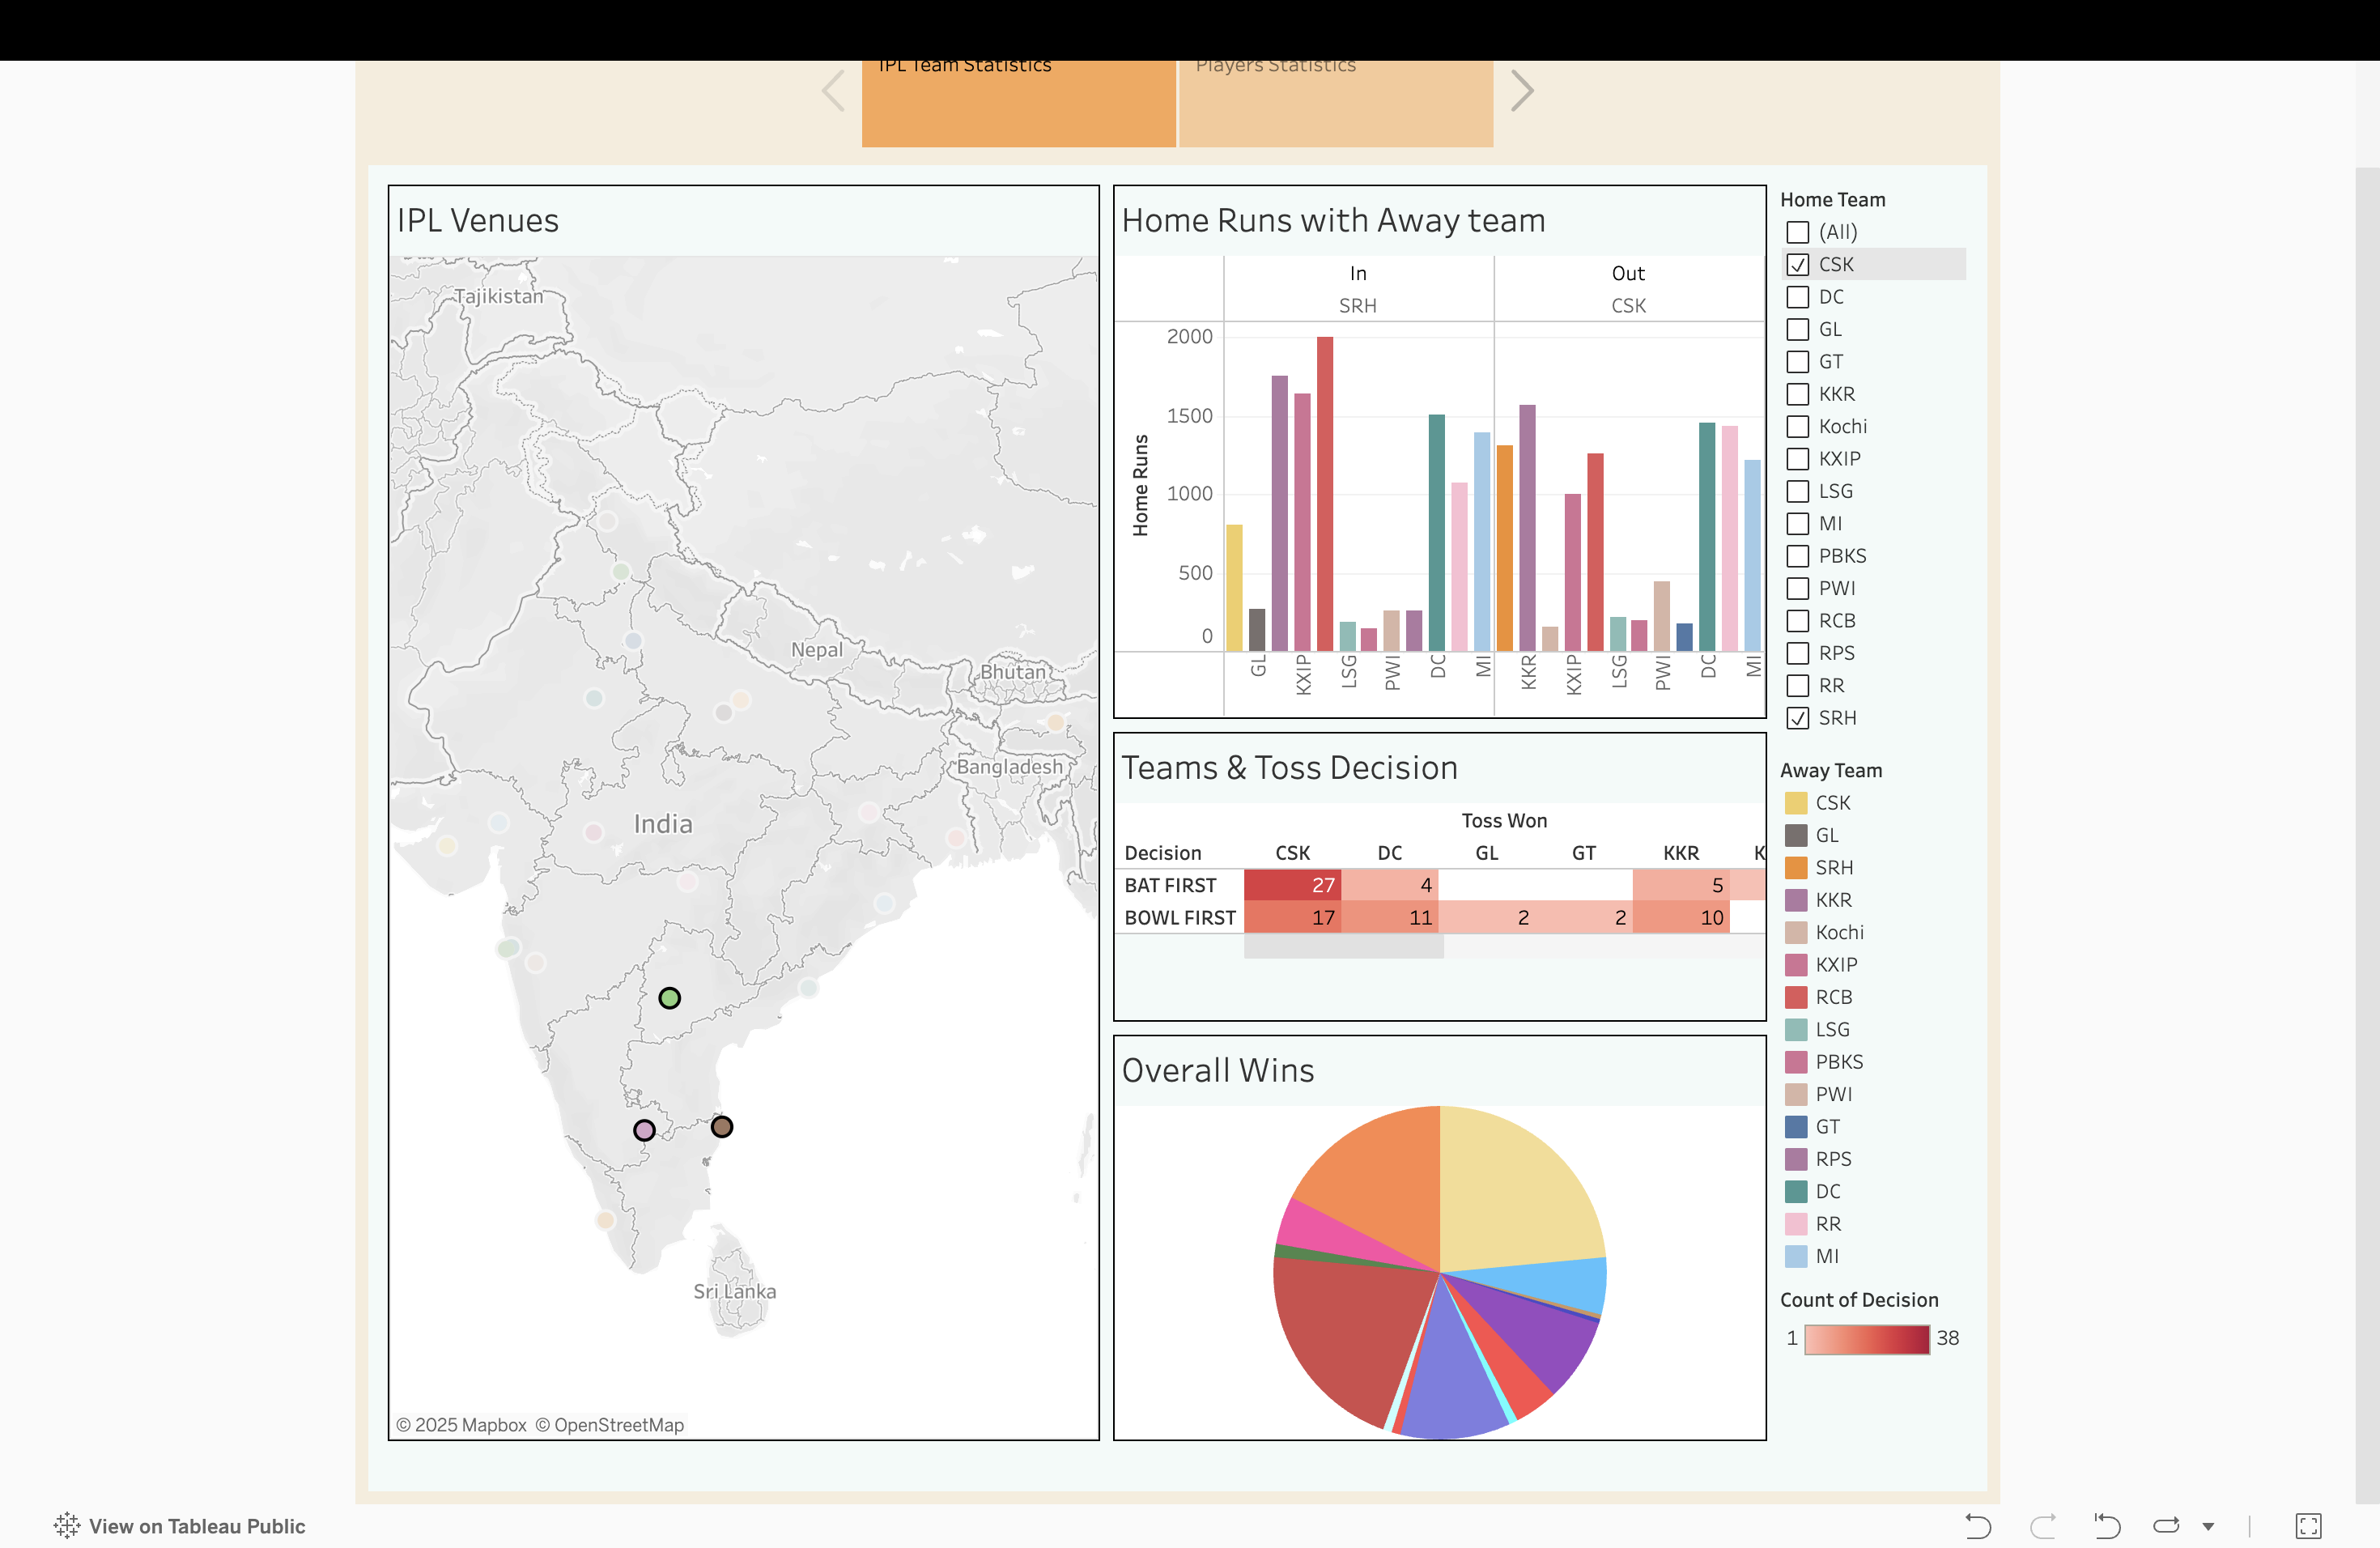 IPL Team Statistics
Players Statistics
IPL Venues
Tajikistan
Nepal
Bhutan
Bangladesh
India
Sri Lanka
© 2025 Mapbox © OpenStreetMap
Home Runs with Away team
In
Out
SRH
CSK
Home Runs
2000
1500
1000
500
0
GL
KXIP
LSG
PWI
DC
MI
KKR
KXIP
LSG
PWI
DC
MI
Teams & Toss Decision
Toss Won
Decision CSK DC GL GT KKR K
BAT FIRST 27 4 5
BOWL FIRST 17 11 2 2 10
Overall Wins
Home Team
(All)
CSK
DC
GL
GT
KKR
Kochi
KXIP
LSG
MI
PBKS
PWI
RCB
RPS
RR
SRH
Away Team
CSK
GL
SRH
KKR
Kochi
KXIP
RCB
LSG
PBKS
PWI
GT
RPS
DC
RR
MI
Count of Decision
1 38
View on Tableau Public